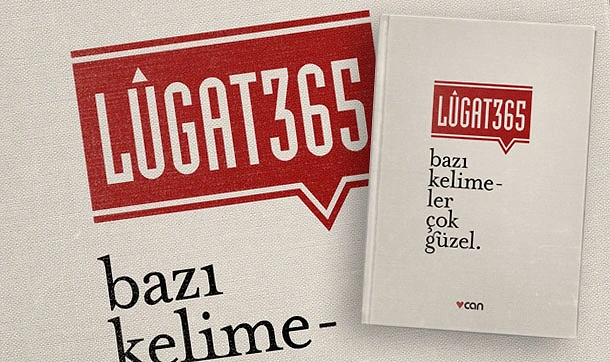 LÛGAT365
bazı
kelime-
LÛGAT365
bazı
kelime-
ler
çok
güzel.
can